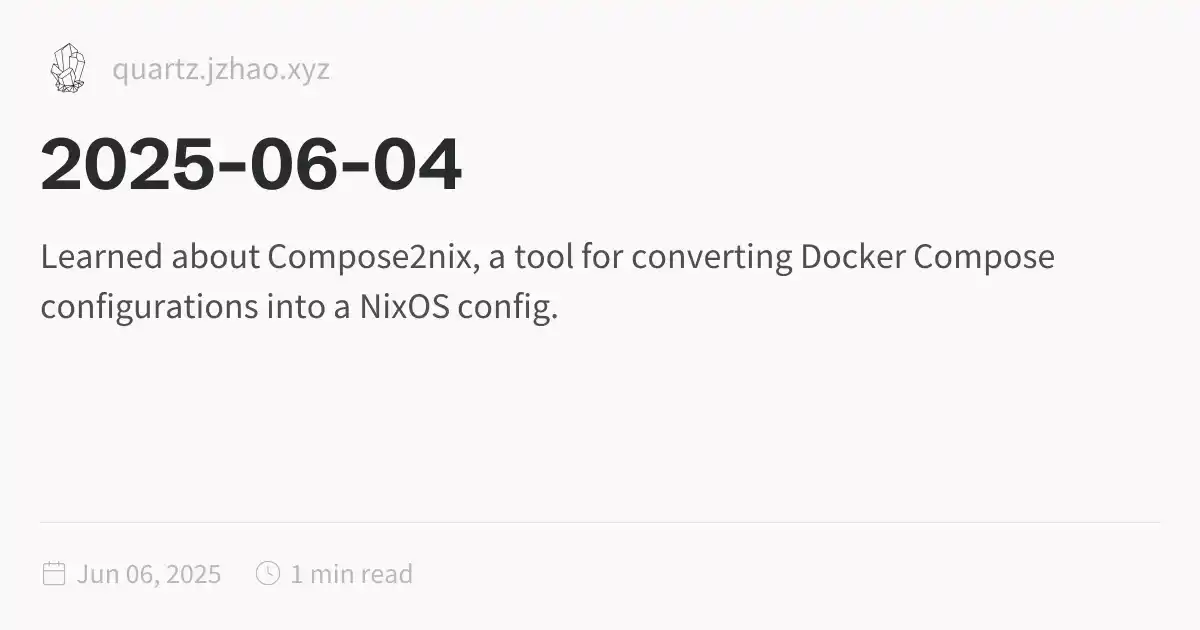 quartz.jzhao.xyz
2025-06-04
Learned about Compose2nix, a tool for converting Docker Compose
configurations into a NixOS config.
Jun 06, 2025
1 min read